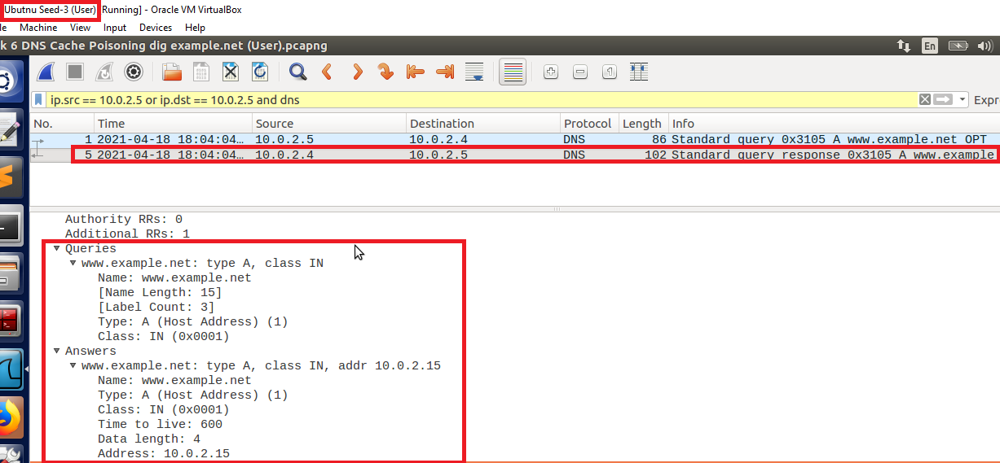 Ubutnu Seed-3 (User) [Running] - Oracle VM VirtualBox
le Machine View Input Devices Help
k 6 DNS Cache Poisoning dig example.net (User).pcapng En
ip.src == 10.0.2.5 or ip.dst == 10.0.2.5 and dns Expr
No. Time Source Destination Protocol Length Info
1 2021-04-18 18:04:04… 10.0.2.5 10.0.2.4 DNS 86 Standard query 0x3105 A www.example.net OPT
5 2021-04-18 18:04:04… 10.0.2.4 10.0.2.5 DNS 102 Standard query response 0x3105 A www.example
Authority RRs: 0
Additional RRs: 1
Queries
www.example.net: type A, class IN
Name: www.example.net
[Name Length: 15]
[Label Count: 3]
Type: A (Host Address) (1)
Class: IN (0x0001)
Answers
www.example.net: type A, class IN, addr 10.0.2.15
Name: www.example.net
Type: A (Host Address) (1)
Class: IN (0x0001)
Time to live: 600
Data length: 4
Address: 10.0.2.15